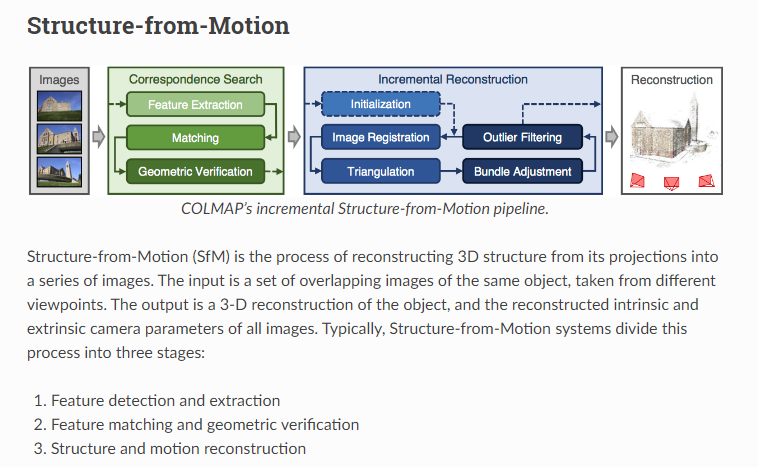 Structure-from-Motion
Images
Correspondence Search
Feature Extraction
Matching
Geometric Verification
Incremental Reconstruction
Initialization
Image Registration
Outlier Filtering
Triangulation
Bundle Adjustment
Reconstruction
COLMAP's incremental Structure-from-Motion pipeline.
Structure-from-Motion (SfM) is the process of reconstructing 3D structure from its projections into
a series of images. The input is a set of overlapping images of the same object, taken from different
viewpoints. The output is a 3-D reconstruction of the object, and the reconstructed intrinsic and
extrinsic camera parameters of all images. Typically, Structure-from-Motion systems divide this
process into three stages:
1. Feature detection and extraction
2. Feature matching and geometric verification
3. Structure and motion reconstruction